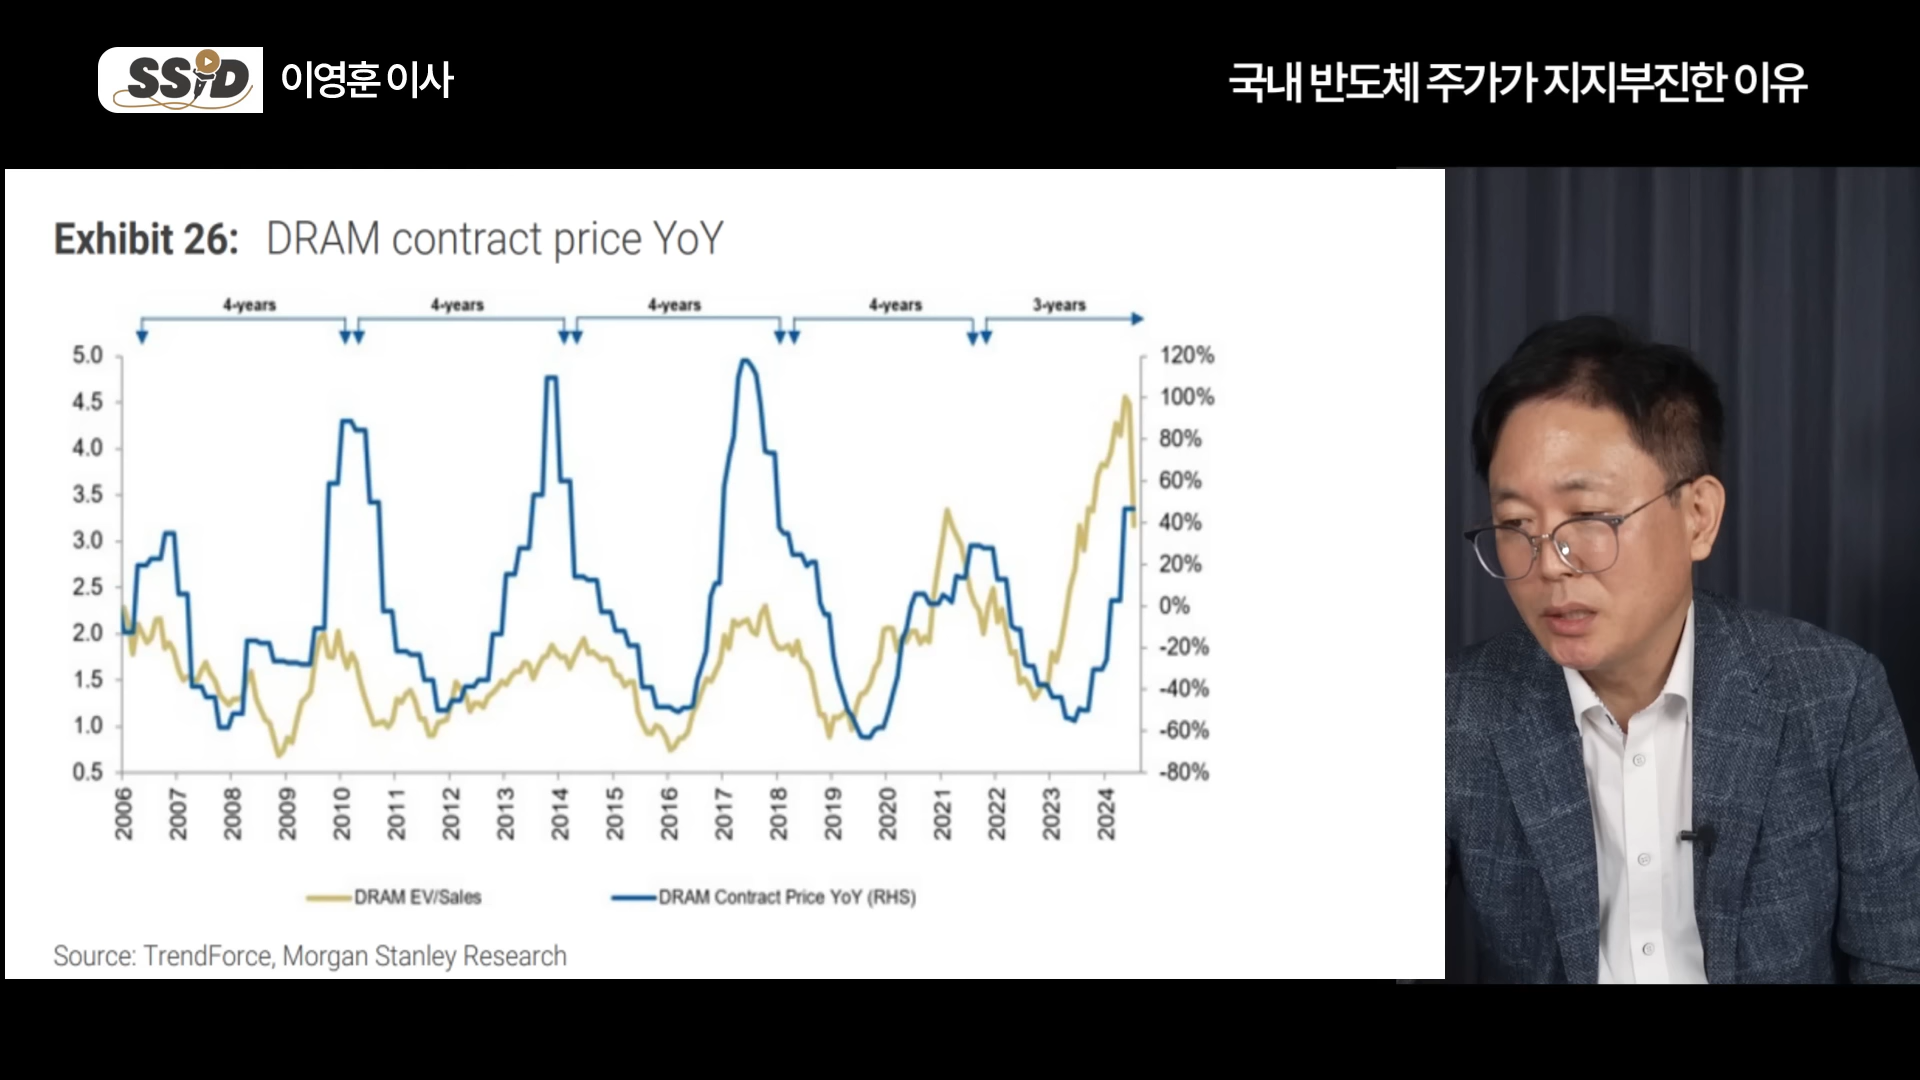 SSiD
이영훈 이사
국내 반도체 주가가 지지부진한 이유
Exhibit 26: DRAM contract price YoY
4-years 4-years 4-years 4-years 3-years
5.0
4.5
4.0
3.5
3.0
2.5
2.0
1.5
1.0
0.5
120%
100%
80%
60%
40%
20%
0%
-20%
-40%
-60%
-80%
2006 2007 2008 2009 2010 2011 2012 2013 2014 2015 2016 2017 2018 2019 2020 2021 2022 2023 2024
DRAM EV/Sales DRAM Contract Price YoY (RHS)
Source: TrendForce, Morgan Stanley Research